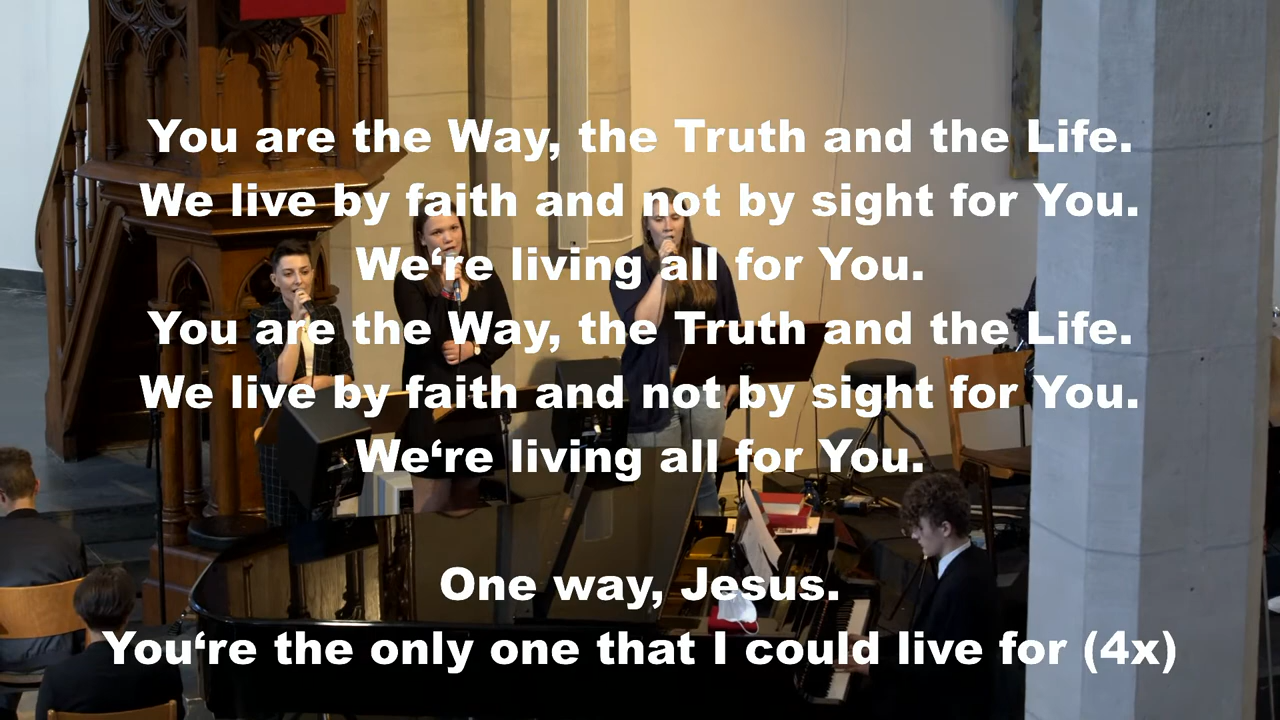 You are the Way, the Truth and the Life.
We live by faith and not by sight for You.
We‘re living all for You.
You are the Way, the Truth and the Life.
We live by faith and not by sight for You.
We‘re living all for You.
One way, Jesus.
You‘re the only one that I could live for (4x)